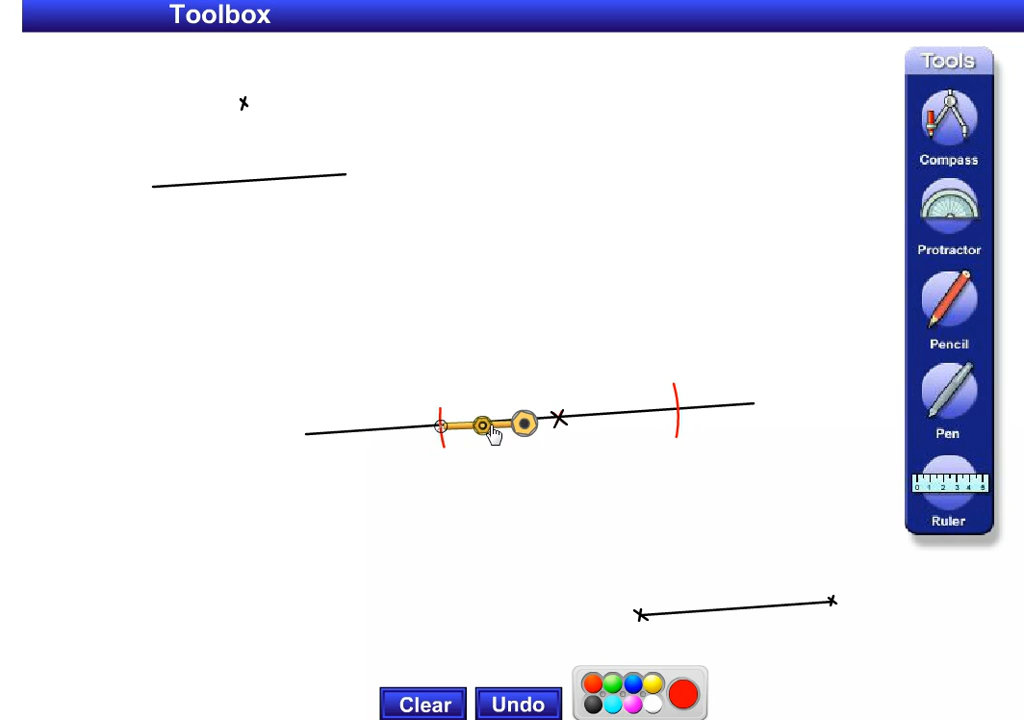 Toolbox
Tools
Compass
Protractor
Pencil
Pen
0 1 2 3 4 5
Ruler
Clear
Undo